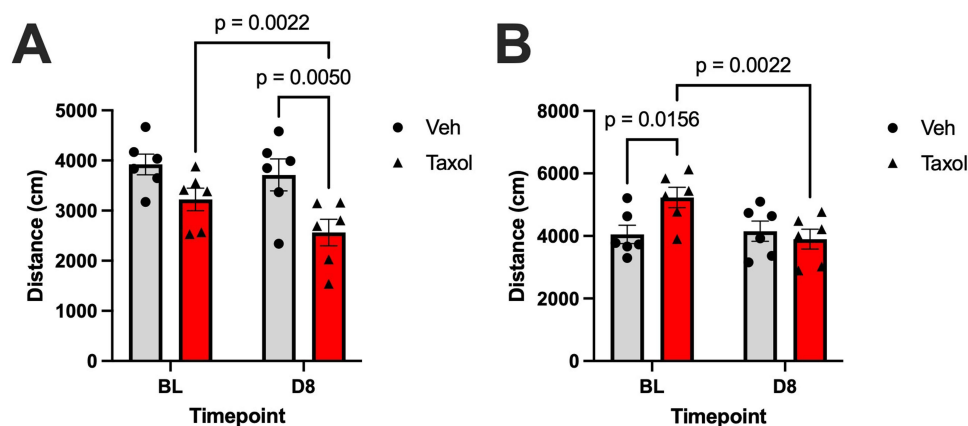 A
p = 0.0022
p = 0.0050
5000
4000
3000
2000
1000
0
Distance (cm)
BL
D8
Timepoint
Veh
Taxol
B
p = 0.0022
p = 0.0156
8000
6000
4000
2000
0
Distance (cm)
BL
D8
Timepoint
Veh
Taxol